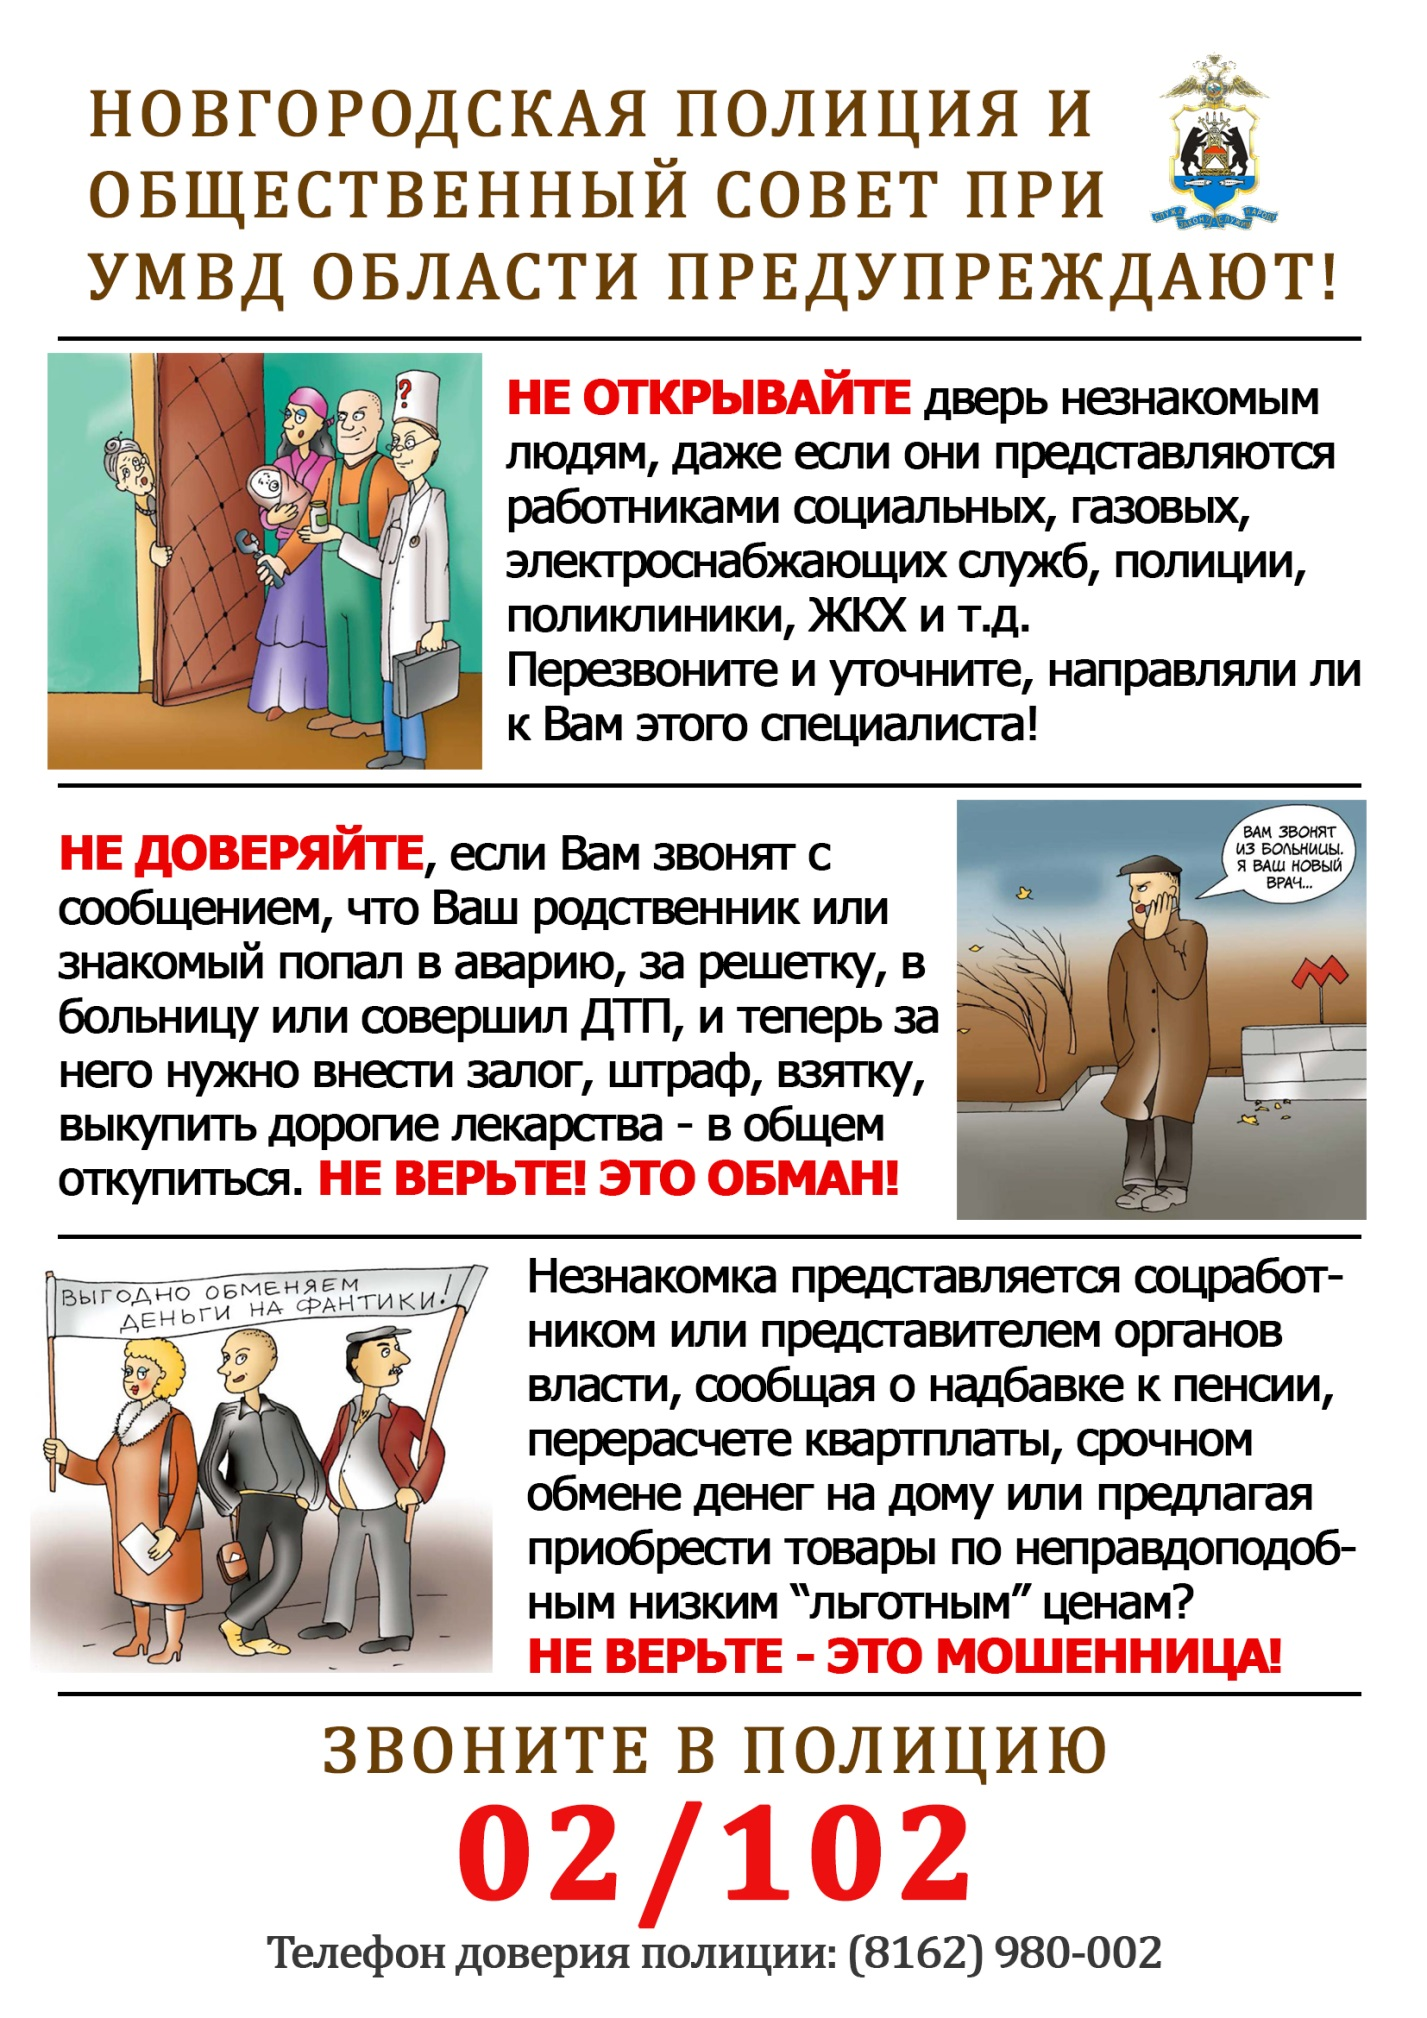 НОВГОРОДСКАЯ ПОЛИЦИЯ И
ОБЩЕСТВЕННЫЙ СОВЕТ ПРИ
УМВД ОБЛАСТИ ПРЕДУПРЕЖДАЮТ!
НЕ ОТКРЫВАЙТЕ дверь незнакомым
людям, даже если они представляются
работниками социальных, газовых,
электроснабжающих служб, полиции,
поликлиники, ЖКХ и т.д.
Перезвоните и уточните, направляли ли
к Вам этого специалиста!
?
НЕ ДОВЕРЯЙТЕ, если Вам звонят с
сообщением, что Ваш родственник или
знакомый попал в аварию, за решетку, в
больницу или совершил ДТП, и теперь за
него нужно внести залог, штраф, взятку,
выкупить дорогие лекарства - в общем
откупиться. НЕ ВЕРЬТЕ! ЭТО ОБМАН!
ВАМ ЗВОНЯТ
ИЗ БОЛЬНИЦЫ.
Я ВАШ НОВЫЙ
ВРАЧ...
М
ВЫГОДНО ОБМЕНЯЕМ
ДЕНЬГИ НА ФАНТИКИ!
Незнакомка представляется соцработ-
ником или представителем органов
власти, сообщая о надбавке к пенсии,
перерасчете квартплаты, срочном
обмене денег на дому или предлагая
приобрести товары по неправдоподоб-
ным низким “льготным” ценам?
НЕ ВЕРЬТЕ - ЭТО МОШЕННИЦА!
ЗВОНИТЕ В ПОЛИЦИЮ
02/102
Телефон доверия полиции: (8162) 980-002